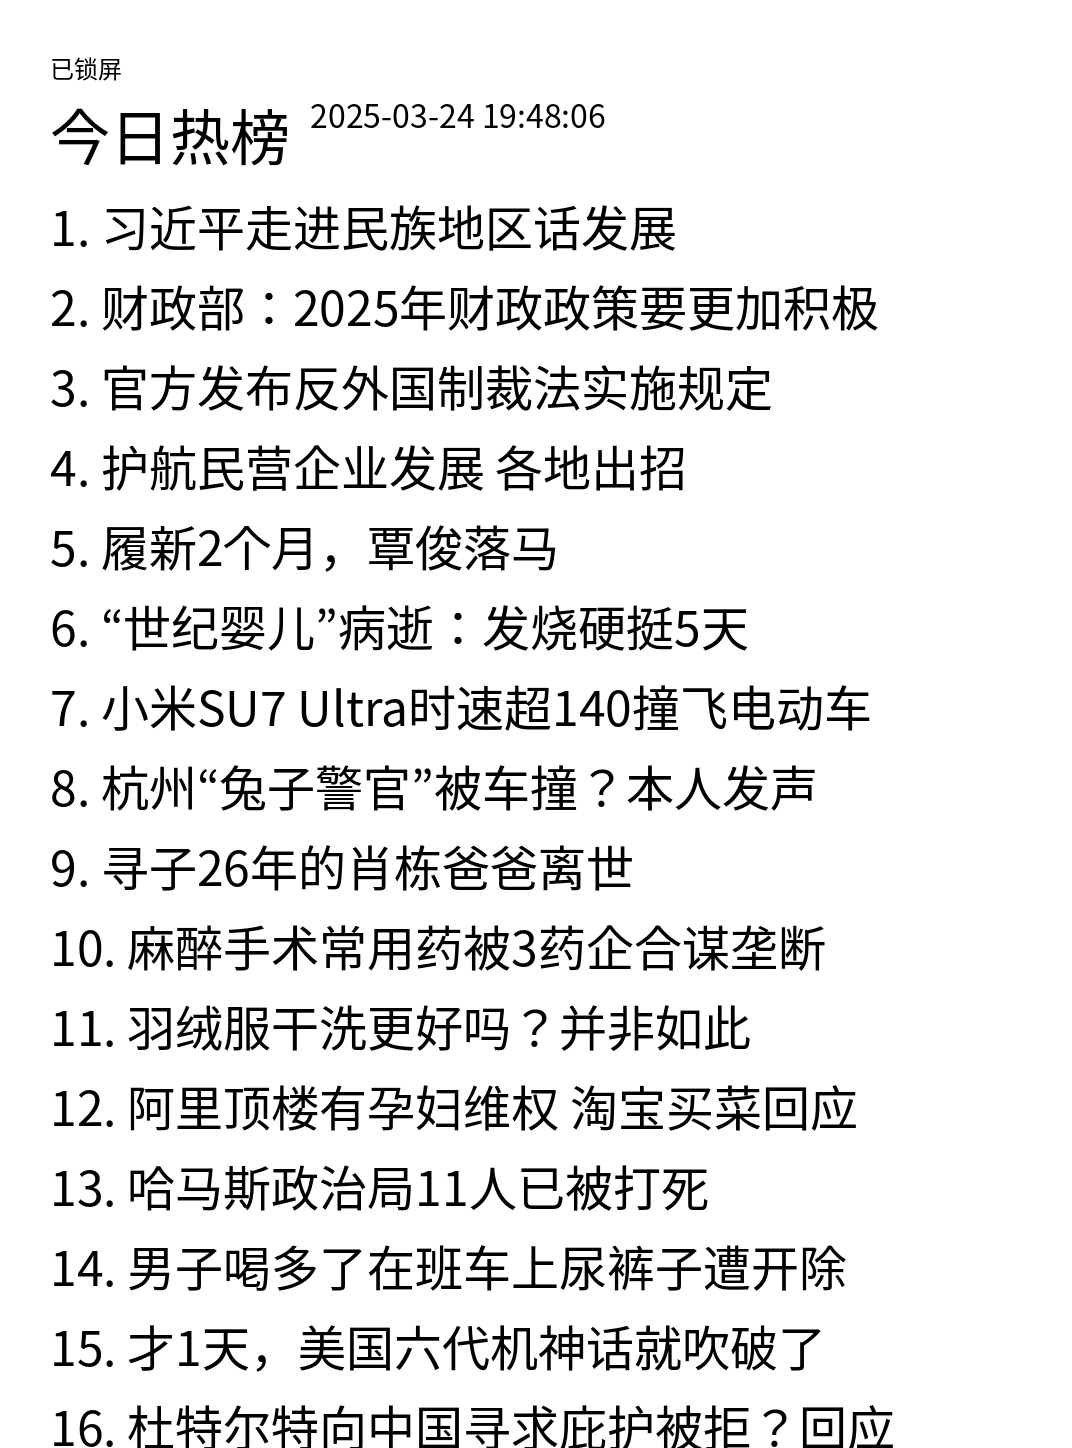 已锁屏
今日热榜 2025-03-24 19:48:06
1. 习近平走进民族地区话发展
2. 财政部：2025年财政政策要更加积极
3. 官方发布反外国制裁法实施规定
4. 护航民营企业发展 各地出招
5. 履新2个月，覃俊落马
6. “世纪婴儿”病逝：发烧硬挺5天
7. 小米SU7 Ultra时速超140撞飞电动车
8. 杭州“兔子警官”被车撞？本人发声
9. 寻子26年的肖栋爸爸离世
10. 麻醉手术常用药被3药企合谋垄断
11. 羽绒服干洗更好吗？并非如此
12. 阿里顶楼有孕妇维权 淘宝买菜回应
13. 哈马斯政治局11人已被打死
14. 男子喝多了在班车上尿裤子遭开除
15. 才1天，美国六代机神话就吹破了
16. 杜特尔特向中国寻求庇护被拒？回应